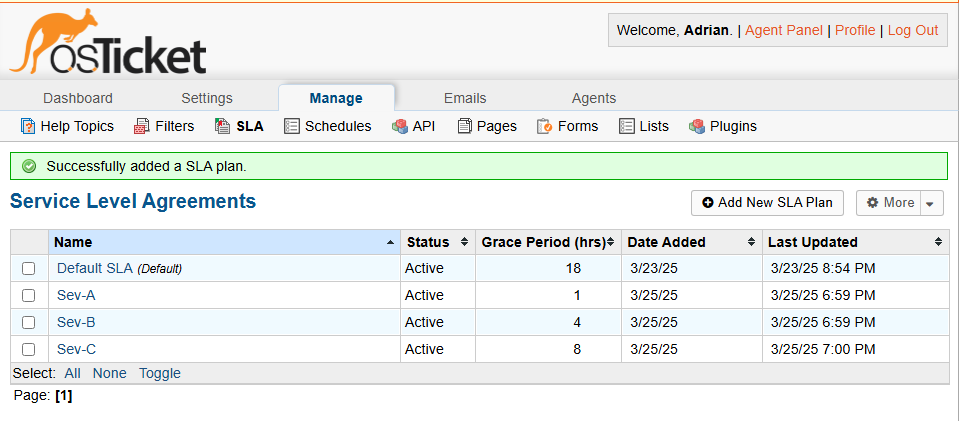 osTicket
Welcome, Adrian. | Agent Panel | Profile | Log Out
Dashboard Settings Manage Emails Agents
Help Topics Filters SLA Schedules API Pages Forms Lists Plugins
Successfully added a SLA plan.
Service Level Agreements
Add New SLA Plan More
Name Status Grace Period (hrs) Date Added Last Updated
Default SLA (Default) Active 18 3/23/25 3/23/25 8:54 PM
Sev-A Active 1 3/25/25 3/25/25 6:59 PM
Sev-B Active 4 3/25/25 3/25/25 6:59 PM
Sev-C Active 8 3/25/25 3/25/25 7:00 PM
Select: All None Toggle
Page: [1]